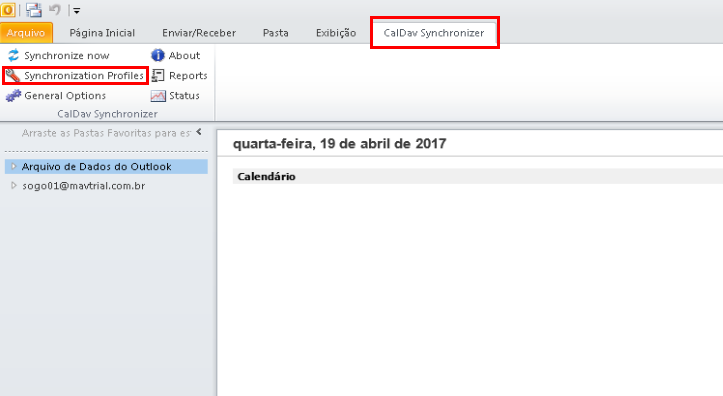 Arquivo Página Inicial Enviar/Receber Pasta Exibição CalDav Synchronizer
Synchronize now About
Synchronization Profiles Reports
General Options Status
CalDav Synchronizer
Arraste as Pastas Favoritas para es
Arquivo de Dados do Outlook
sogo01@mavtrial.com.br
quarta-feira, 19 de abril de 2017
Calendário